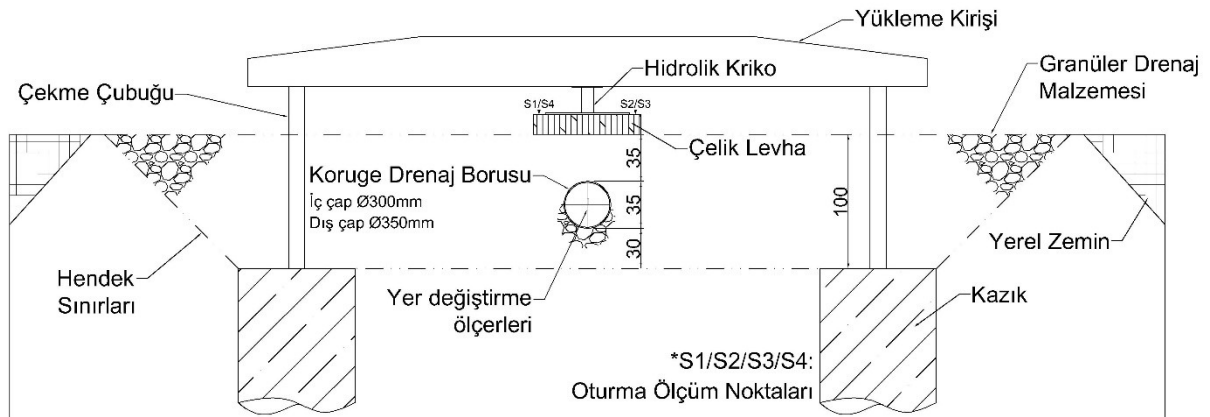 Yükleme Kirişi
Hidrolik Kriko
Granüler Drenaj
Malzemesi
Çekme Çubuğu
S1/S4
S2/S3
Çelik Levha
35
Koruge Drenaj Borusu
İç çap Ø300mm
Dış çap Ø350mm
35
100
30
Yerel Zemin
Hendek
Sınırları
Yer değiştirme
ölçerleri
Kazık
*S1/S2/S3/S4:
Oturma Ölçüm Noktaları